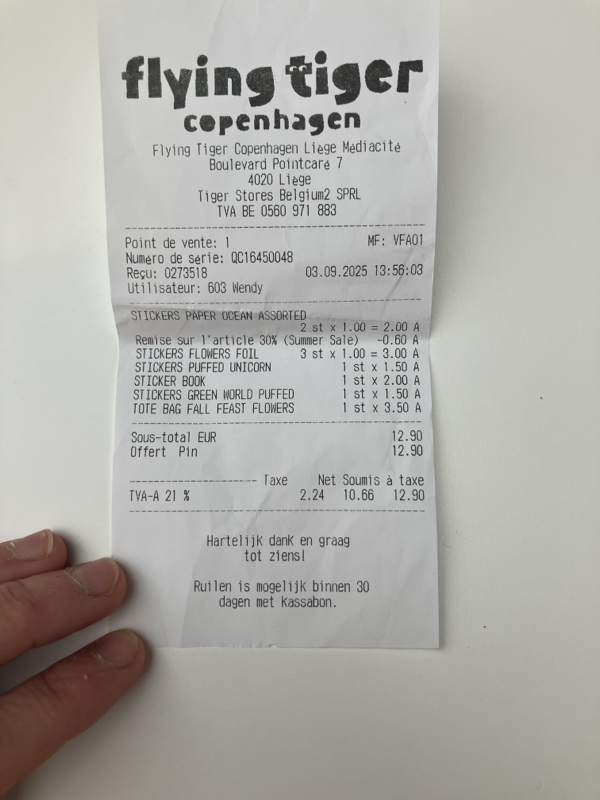 flying tiger
copenhagen
Flying Tiger Copenhagen Liège Médiacité
Boulevard Pointcaré 7
4020 Liège
Tiger Stores Belgium2 SPRL
TVA BE 0560 971 883
Point de vente: 1 MF: VFA01
Numéro de série: QC16450048
Reçu: 0273518 03.09.2025 13:56:03
Utilisateur: 603 Wendy
STICKERS PAPER OCEAN ASSORTED
2 st x 1.00 = 2.00 A
Remise sur l'article 30% (Summer Sale) -0.60 A
STICKERS FLOWERS FOIL 3 st x 1.00 = 3.00 A
STICKERS PUFFED UNICORN 1 st x 1.50 A
STICKER BOOK 1 st x 2.00 A
STICKERS GREEN WORLD PUFFED 1 st x 1.50 A
TOTE BAG FALL FEAST FLOWERS 1 st x 3.50 A
Sous-total EUR 12.90
Offert Pin 12.90
Taxe Net Soumis à taxe
TVA-A 21 % 2.24 10.66 12.90
Hartelijk dank en graag
tot ziens!
Ruilen is mogelijk binnen 30
dagen met kassabon.